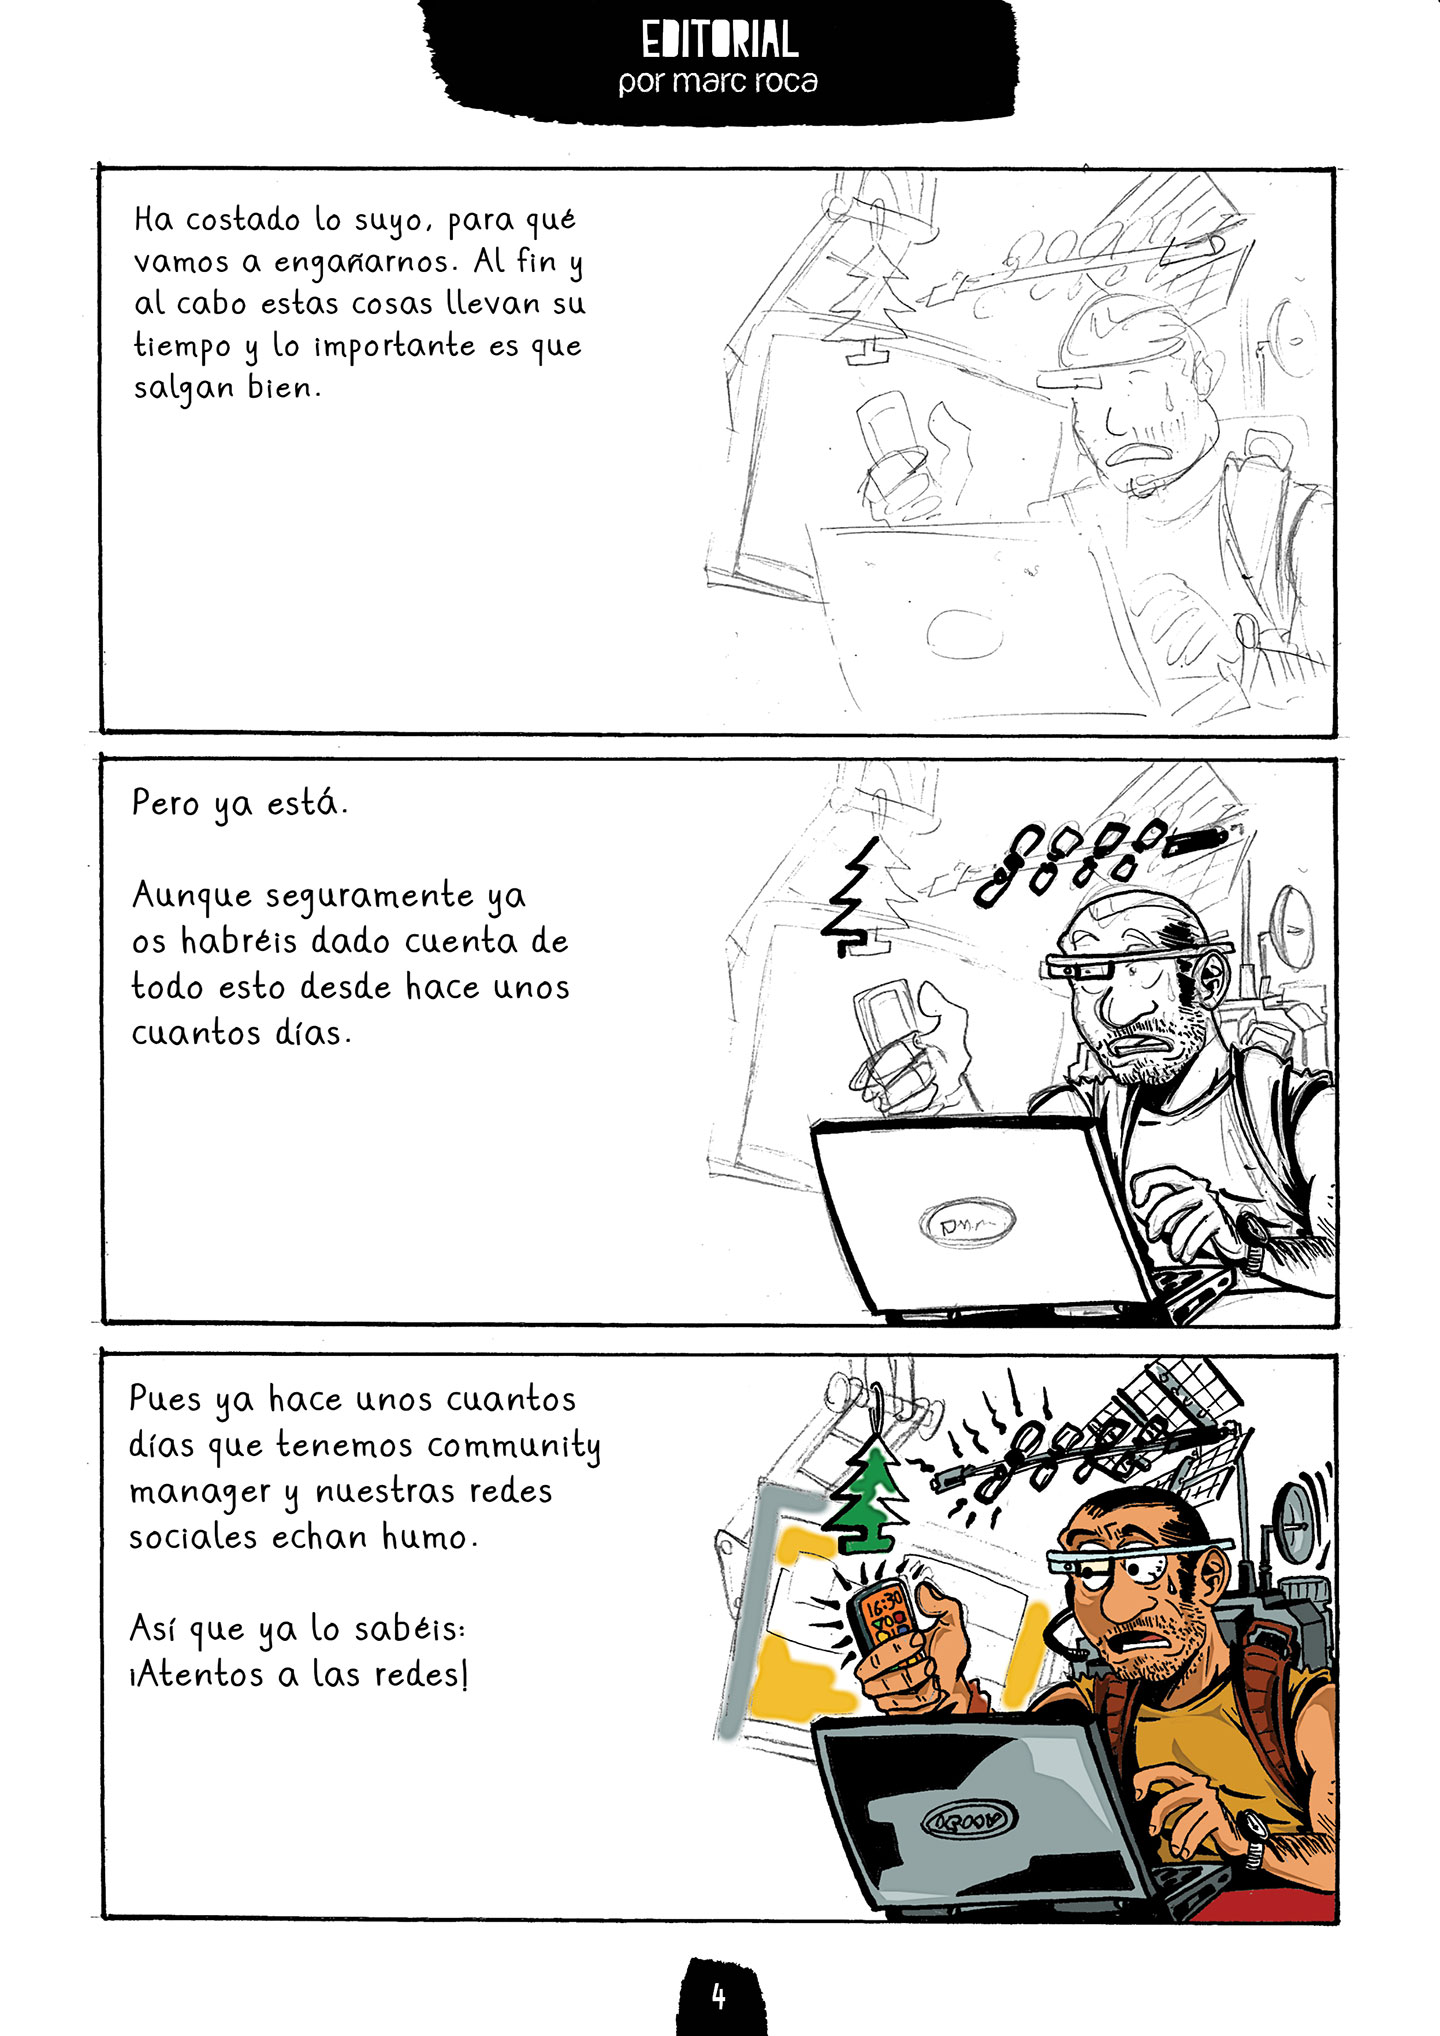 EDITORIAL
por marc roca
Ha costado lo suyo, para qué
vamos a engañarnos. Al fin y
al cabo estas cosas llevan su
tiempo y lo importante es que
salgan bien.
Pero ya está.
Aunque seguramente ya
os habréis dado cuenta de
todo esto desde hace unos
cuantos días.
Pues ya hace unos cuantos
días que tenemos community
manager y nuestras redes
sociales echan humo.
Así que ya lo sabéis:
¡Atentos a las redes!
16:30
4